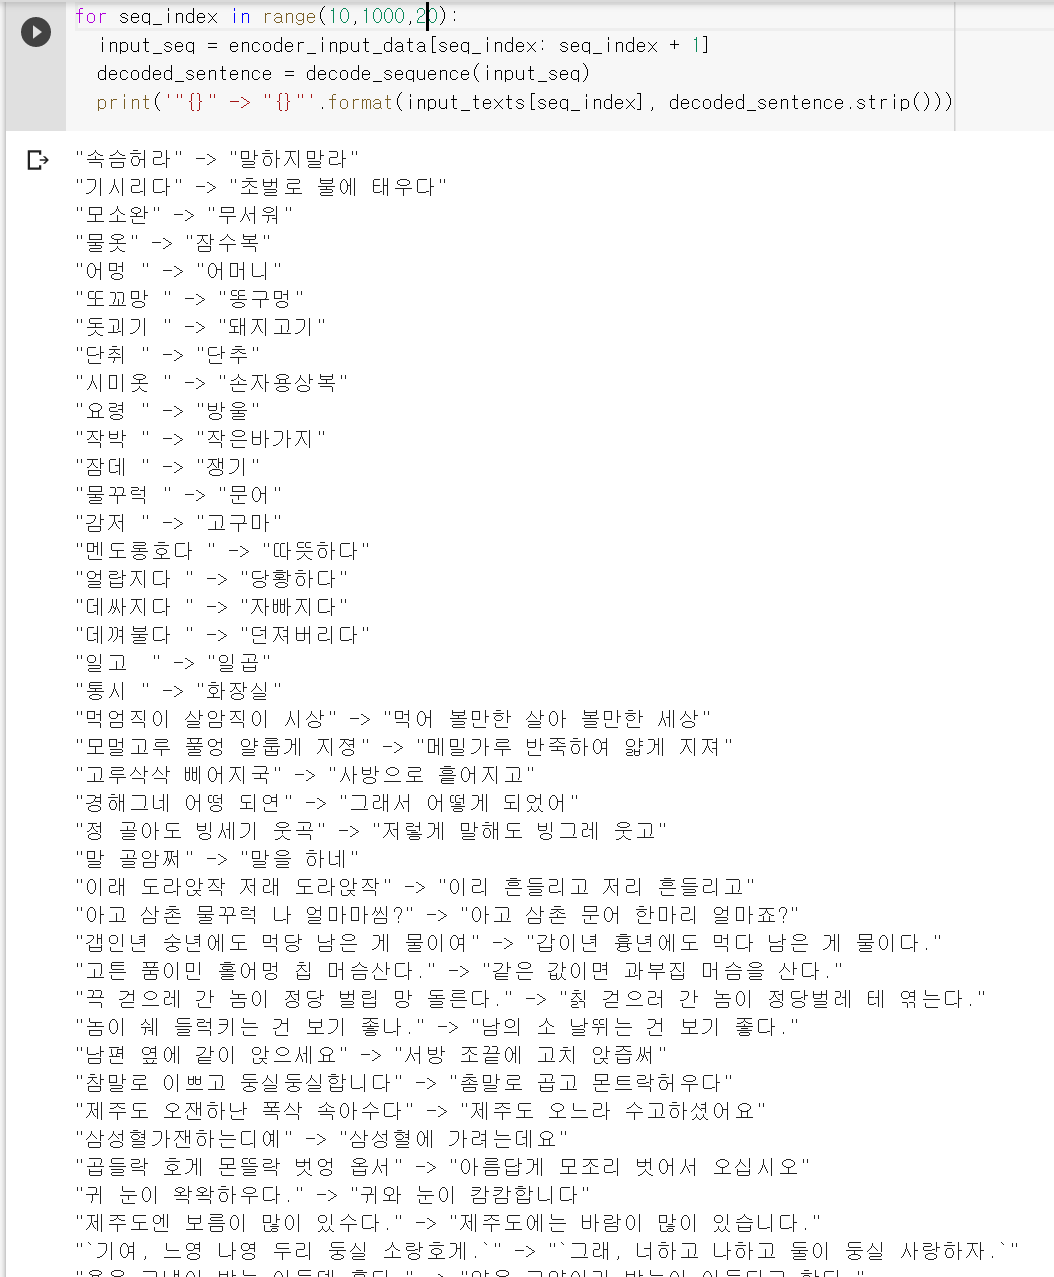 for seq_index in range(10,1000,20):
input_seq = encoder_input_data[seq_index: seq_index + 1]
decoded_sentence = decode_sequence(input_seq)
print('"{}" -> "{}"'.format(input_texts[seq_index], decoded_sentence.strip()))
"속슴허라" -> "말하지말라"
"기시리다" -> "초벌로 불에 태우다"
"모소완" -> "무서워"
"물옷" -> "잠수복"
"어멍 " -> "어머니"
"또꼬망 " -> "똥구멍"
"돗괴기 " -> "돼지고기"
"단취 " -> "단추"
"시미옷 " -> "손자용상복"
"요령 " -> "방울"
"작박 " -> "작은바가지"
"잠데 " -> "쟁기"
"물꾸럭 " -> "문어"
"감저 " -> "고구마"
"멘도롱호다 " -> "따뜻하다"
"얼랍지다 " -> "당황하다"
"데싸지다 " -> "자빠지다"
"데껴불다 " -> "던져버리다"
"일고  " -> "일곱"
"통시 " -> "화장실"
"먹엄직이 살암직이 시상" -> "먹어 볼만한 살아 볼만한 세상"
"모멀고루 풀엉 얄룹게 지졍" -> "메밀가루 반죽하여 얇게 지져"
"고루삭삭 삐어지국" -> "사방으로 흩어지고"
"경해그네 어떵 되연" -> "그래서 어떻게 되었어"
"정 골아도 빙세기 웃곡" -> "저렇게 말해도 빙그레 웃고"
"말 골암쩌" -> "말을 하네"
"이래 도라앉작 저래 도라앉작" -> "이리 흔들리고 저리 흔들리고"
"아고 삼촌 물꾸럭 나 얼마마씸?" -> "아고 삼촌 문어 한마리 얼마죠?"
"갭인년 숭년에도 먹당 남은 게 물이여" -> "갑이년 흉년에도 먹다 남은 게 물이다."
"고튼 품이민 홀어멍 칩 머슴산다." -> "같은 값이면 과부집 머슴을 산다."
"끅 걷으레 간 놈이 정당 벌립 망 돌른다." -> "칡 걷으러 간 놈이 정당벌레 테 엮는다."
"놈이 쉐 들럭키는 건 보기 좋나." -> "남의 소 날뛰는 건 보기 좋다."
"남편 옆에 같이 앉으세요" -> "서방 조끝에 고치 앉즙써"
"참말로 이쁘고 둥실둥실합니다" -> "촘말로 곱고 몬트락허우다"
"제주도 오잰하난 폭삭 속아수다" -> "제주도 오느라 수고하셨어요"
"삼성혈가잰하는디예" -> "삼성혈에 가려는데요"
"곱들락 호게 몬뜰락 벗엉 옵서" -> "아름답게 모조리 벗어서 오십시오"
"귀 눈이 왁왁하우다." -> "귀와 눈이 캄캄합니다"
"제주도엔 보름이 많이 있수다." -> "제주도에는 바람이 많이 있습니다."
"`기여, 느영 나영 두리 둥실 소랑호게.`" -> "`그래, 너하고 나하고 둘이 둥실 사랑하자.`"